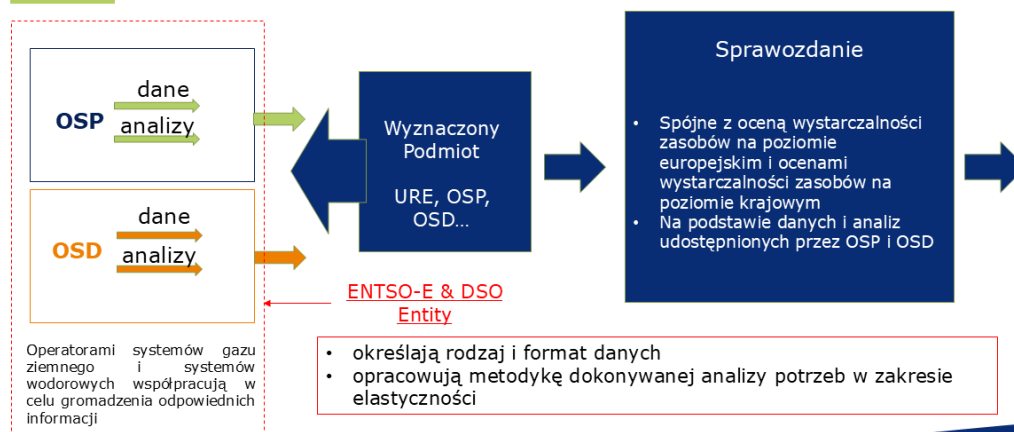 OSP
dane
analizy
OSD
dane
analizy
Operatorami systemów gazu
ziemnego i systemów
wodorowych współpracują w
celu gromadzenia odpowiednich
informacji
Wyznaczony
Podmiot
URE, OSP,
OSD...
ENTSO-E & DSO
Entity
• określają rodzaj i format danych
• opracowują metodykę dokonywanej analizy potrzeb w zakresie
elastyczności
Sprawozdanie
• Spójne z oceną wystarczalności
zasobów na poziomie
europejskim i ocenami
wystarczalności zasobów na
poziomie krajowym
• Na podstawie danych i analiz
udostępnionych przez OSP i OSD